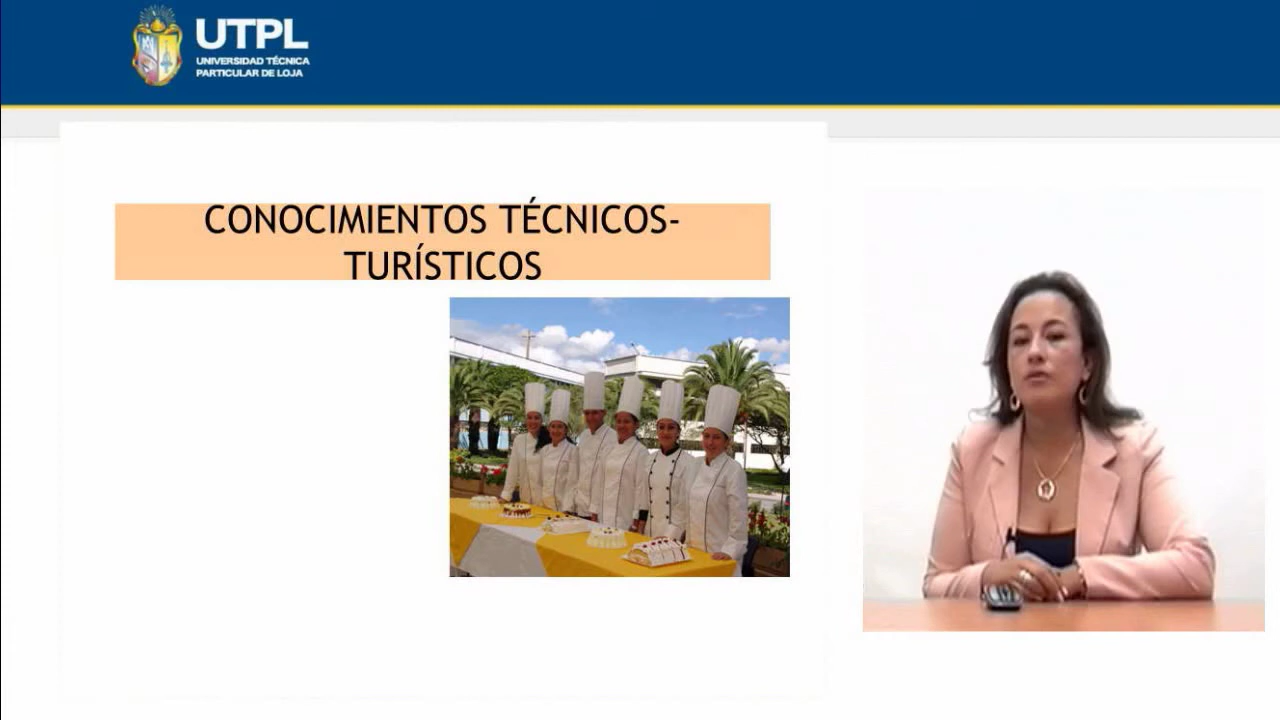 UTPL
UNIVERSIDAD TÉCNICA
PARTICULAR DE LOJA
CONOCIMIENTOS TÉCNICOS-
TURÍSTICOS